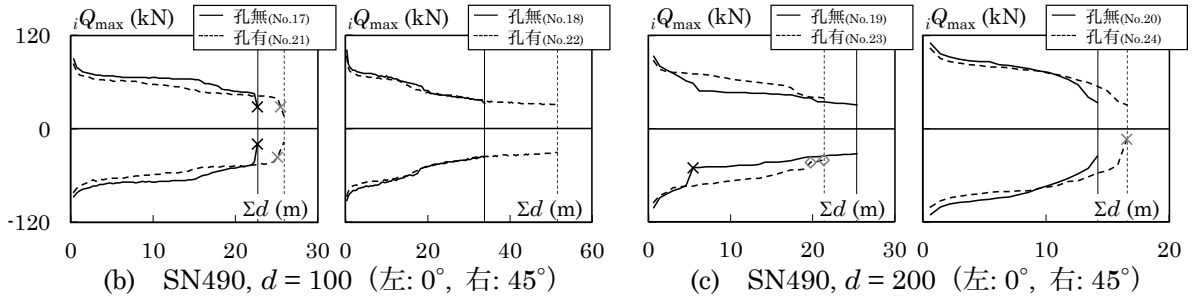 iQmax (kN)
孔無(No.17)
孔有(No.21)
iQmax (kN)
孔無(No.18)
孔有(No.22)
iQmax (kN)
孔無(No.19)
孔有(No.23)
iQmax (kN)
孔無(No.20)
孔有(No.24)
120
0
-120
Σd (m)
Σd (m)
Σd (m)
Σd (m)
0 10 20 30 0 20 40 60 0 10 20 30 0 10 20
(b) SN490, d = 100 (左: 0°, 右: 45°)
(c) SN490, d = 200 (左: 0°, 右: 45°)